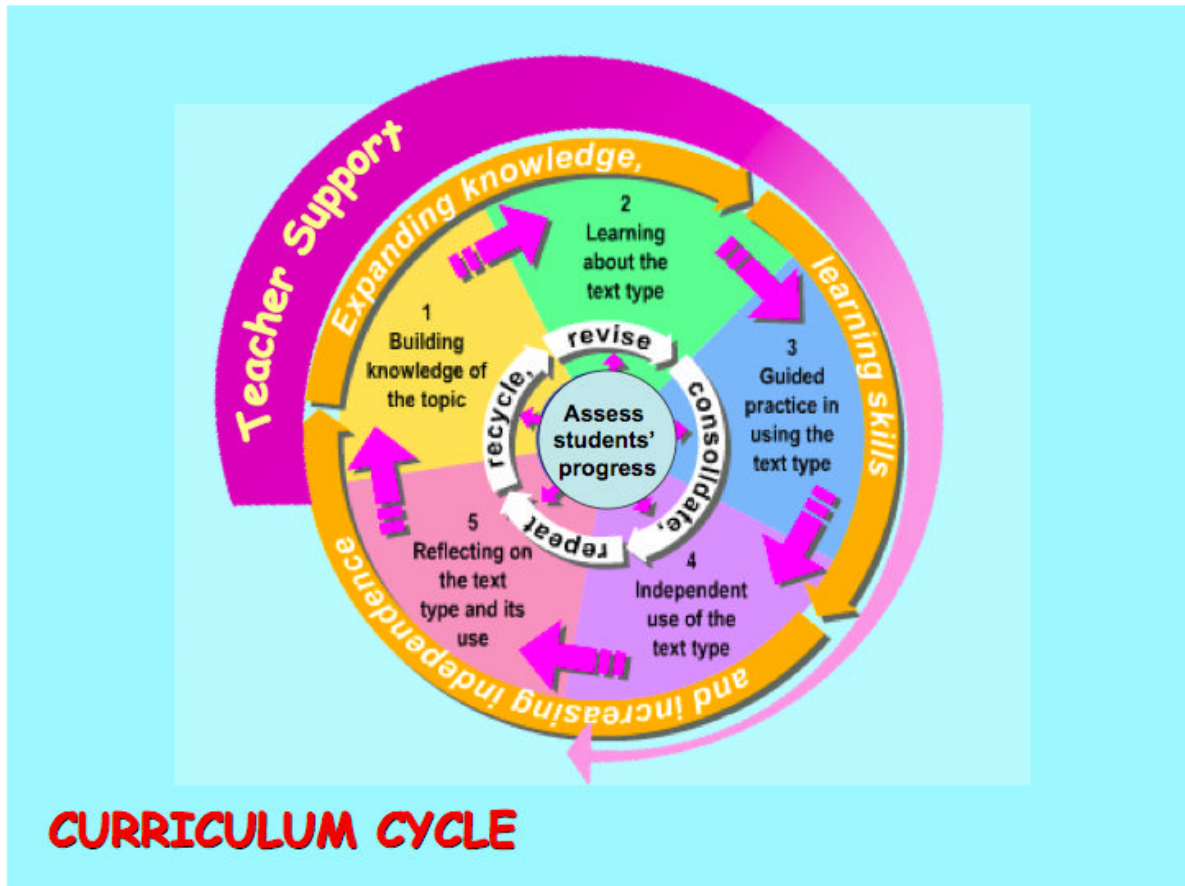 Teacher Support
Expanding knowledge,
learning skills
and increasing independence
1
Building
knowledge of
the topic
2
Learning
about the
text type
3
Guided
practice in
using the
text type
4
Independent
use of the
text type
5
Reflecting on
the text
type and its
use
revise
consolidate,
repeat
recycle,
Assess
students'
progress
CURRICULUM CYCLE